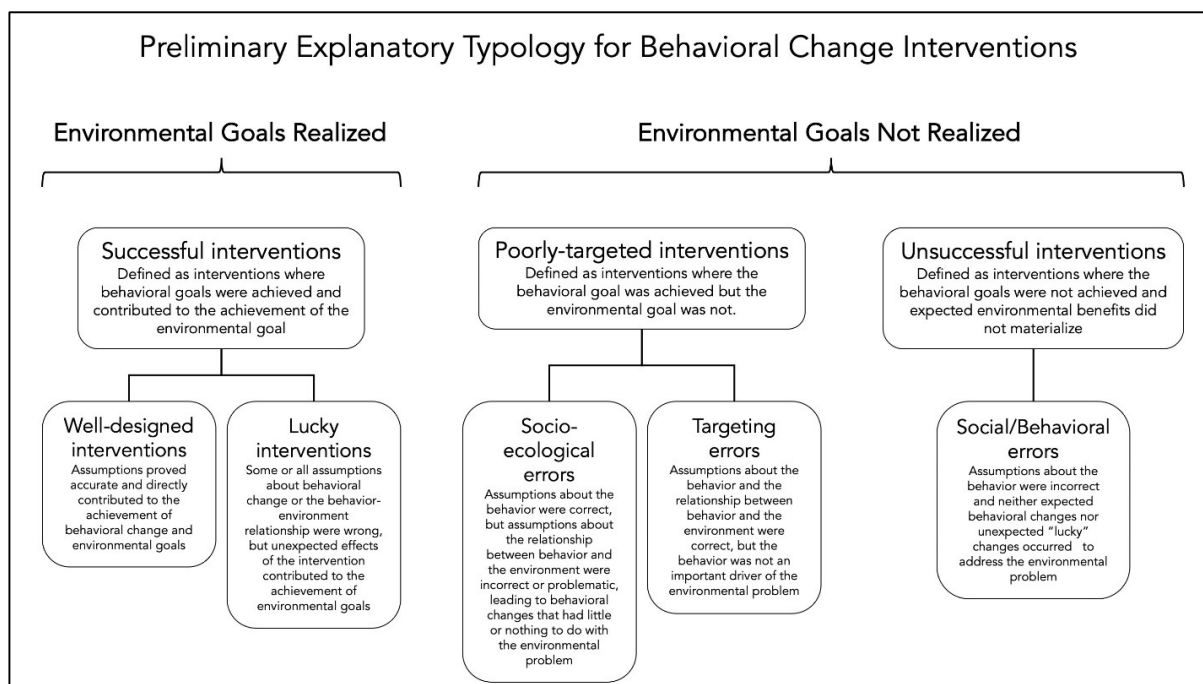 Preliminary Explanatory Typology for Behavioral Change Interventions
Environmental Goals Realized
Environmental Goals Not Realized
Successful interventions
Defined as interventions where
behavioral goals were achieved and
contributed to the achievement of the
environmental goal
Well-designed
interventions
Assumptions proved
accurate and directly
contributed to the
achievement of
behavioral change and
environmental goals
Lucky
interventions
Some or all assumptions
about behavioral
change or the behavior-
environment
relationship were wrong,
but unexpected effects
of the intervention
contributed to the
achievement of
environmental goals
Poorly-targeted interventions
Defined as interventions where the
behavioral goal was achieved but the
environmental goal was not.
Socio-
ecological
errors
Assumptions about the
behavior were correct,
but assumptions about
the relationship
between behavior and
the environment were
incorrect or problematic,
leading to behavioral
changes that had little
or nothing to do with
the environmental
problem
Targeting
errors
Assumptions about the
behavior and the
relationship between
behavior and the
environment were
correct, but the
behavior was not an
important driver of the
environmental problem
Unsuccessful interventions
Defined as interventions where the
behavioral goals were not achieved and
expected environmental benefits did
not materialize
Social/Behavioral
errors
Assumptions about the
behavior were incorrect
and neither expected
behavioral changes nor
unexpected “lucky”
changes occurred to
address the environmental
problem